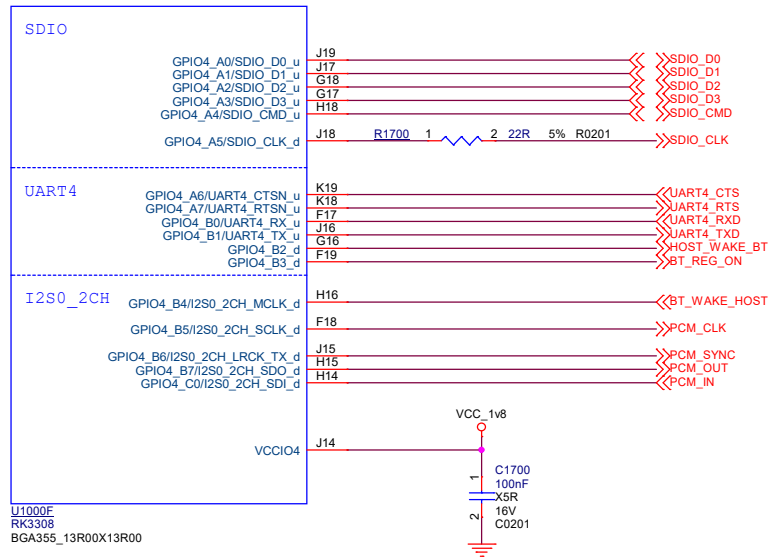 SDIO
GPIO4_A0/SDIO_D0_u J19 SDIO_D0
GPIO4_A1/SDIO_D1_u J17 SDIO_D1
GPIO4_A2/SDIO_D2_u G18 SDIO_D2
GPIO4_A3/SDIO_D3_u G17 SDIO_D3
GPIO4_A4/SDIO_CMD_u H18 SDIO_CMD
GPIO4_A5/SDIO_CLK_d J18 R1700 1 2 22R 5% R0201 SDIO_CLK
UART4
GPIO4_A6/UART4_CTSN_u K19 UART4_CTS
GPIO4_A7/UART4_RTSN_u K18 UART4_RTS
GPIO4_B0/UART4_RX_u F17 UART4_RXD
GPIO4_B1/UART4_TX_u J16 UART4_TXD
GPIO4_B2_d G16 HOST_WAKE_BT
GPIO4_B3_d F19 BT_REG_ON
I2S0_2CH
GPIO4_B4/I2S0_2CH_MCLK_d H16 BT_WAKE_HOST
GPIO4_B5/I2S0_2CH_SCLK_d F18 PCM_CLK
GPIO4_B6/I2S0_2CH_LRCK_TX_d J15 PCM_SYNC
GPIO4_B7/I2S0_2CH_SDO_d H15 PCM_OUT
GPIO4_C0/I2S0_2CH_SDI_d H14 PCM_IN
VCC_1v8
VCCIO4 J14
1 C1700
100nF
X5R
2 16V
C0201
U1000F
RK3308
BGA355_13R00X13R00